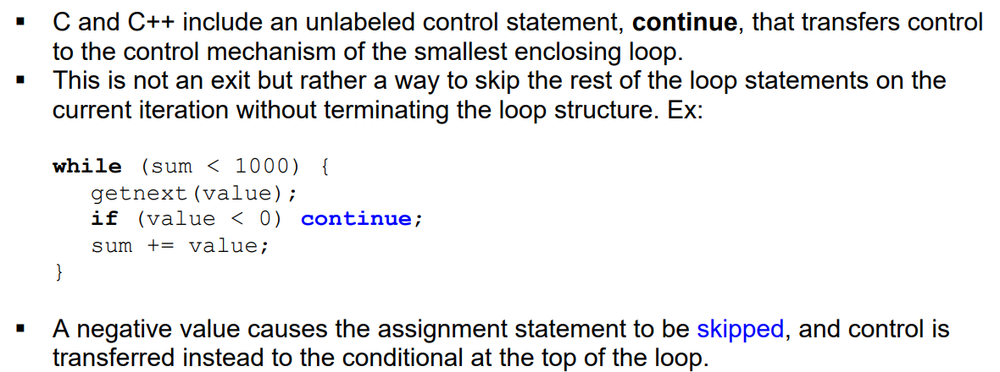 ▪ C and C++ include an unlabeled control statement, continue, that transfers control
to the control mechanism of the smallest enclosing loop.
▪ This is not an exit but rather a way to skip the rest of the loop statements on the
current iteration without terminating the loop structure. Ex:
while (sum < 1000) {
getnext(value);
if (value < 0) continue;
sum += value;
}
▪ A negative value causes the assignment statement to be skipped, and control is
transferred instead to the conditional at the top of the loop.